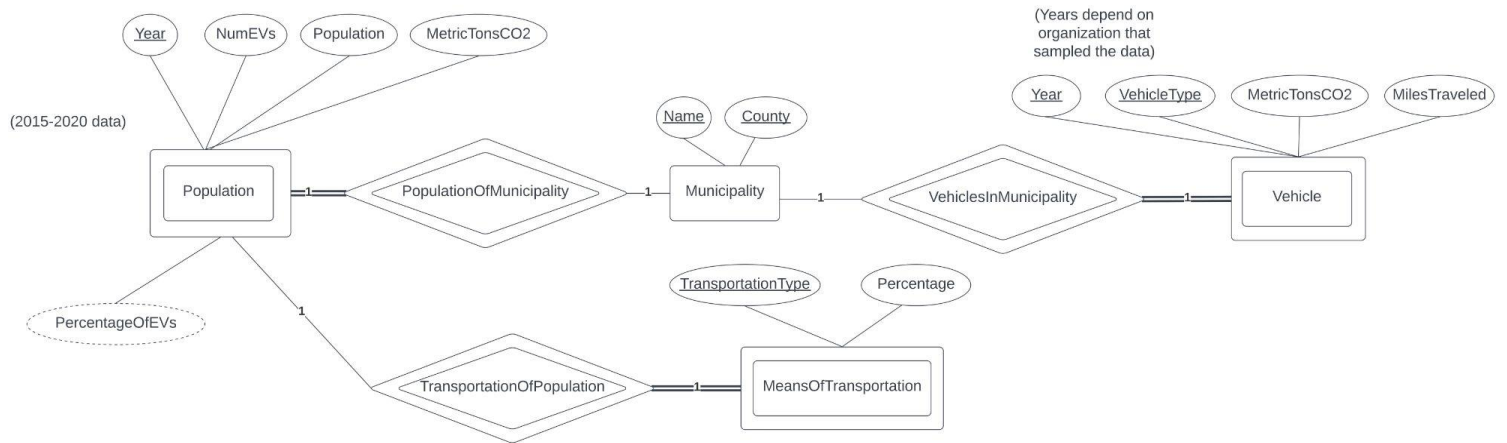 (Years depend on
organization that
sampled the data)
Year
NumEVs
Population
MetricTonsCO2
Year
VehicleType
MetricTonsCO2
MilesTraveled
(2015-2020 data)
Name
County
Population
1
PopulationOfMunicipality
1
Municipality
1
VehiclesInMunicipality
1
Vehicle
TransportationType
Percentage
PercentageOfEVs
1
TransportationOfPopulation
1
MeansOfTransportation